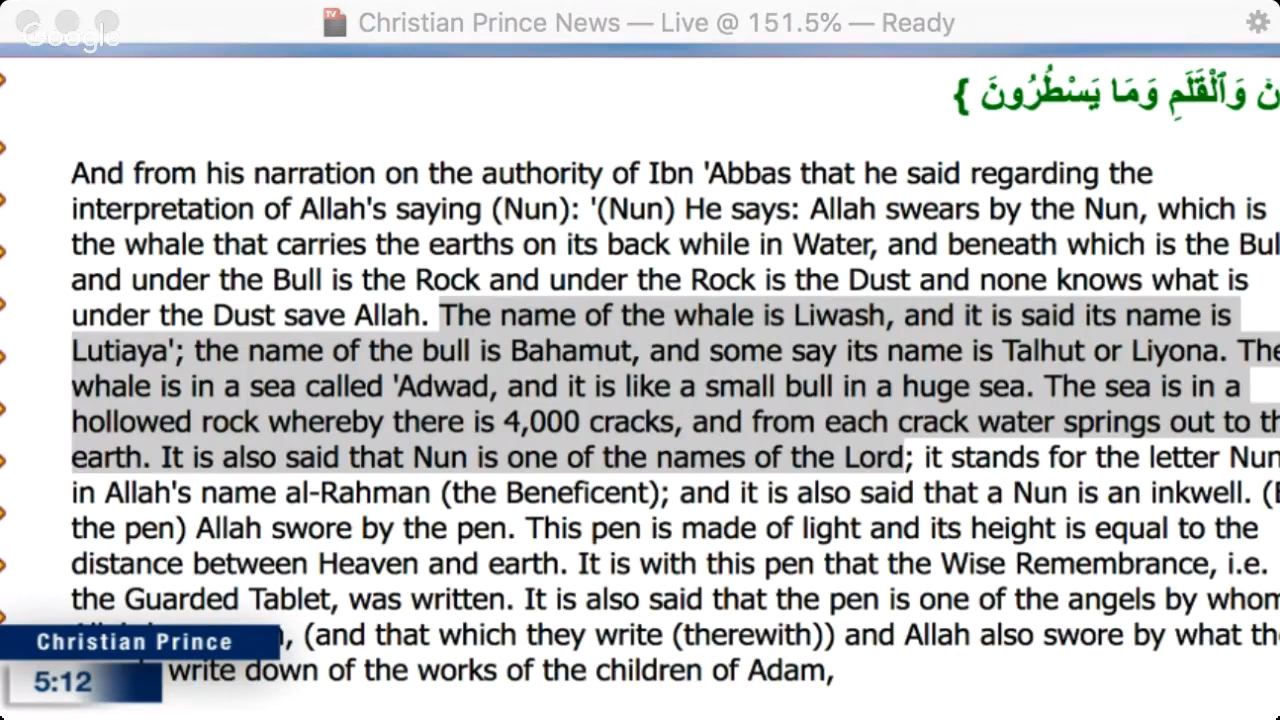 Christian Prince News — Live @ 151.5% — Ready
Google
وَٱلْقَلَمِ وَمَا يَسْطُرُونَ }
And from his narration on the authority of Ibn 'Abbas that he said regarding the
interpretation of Allah's saying (Nun): '(Nun) He says: Allah swears by the Nun, which is
the whale that carries the earths on its back while in Water, and beneath which is the Bul
and under the Bull is the Rock and under the Rock is the Dust and none knows what is
under the Dust save Allah. The name of the whale is Liwash, and it is said its name is
Lutiaya'; the name of the bull is Bahamut, and some say its name is Talhut or Liyona. The
whale is in a sea called 'Adwad, and it is like a small bull in a huge sea. The sea is in a
hollowed rock whereby there is 4,000 cracks, and from each crack water springs out to th
earth. It is also said that Nun is one of the names of the Lord; it stands for the letter Nun
in Allah's name al-Rahman (the Beneficent); and it is also said that a Nun is an inkwell. (
the pen) Allah swore by the pen. This pen is made of light and its height is equal to the
distance between Heaven and earth. It is with this pen that the Wise Remembrance, i.e.
the Guarded Tablet, was written. It is also said that the pen is one of the angels by whom
, (and that which they write (therewith)) and Allah also swore by what th
write down of the works of the children of Adam,
Christian Prince
5:12